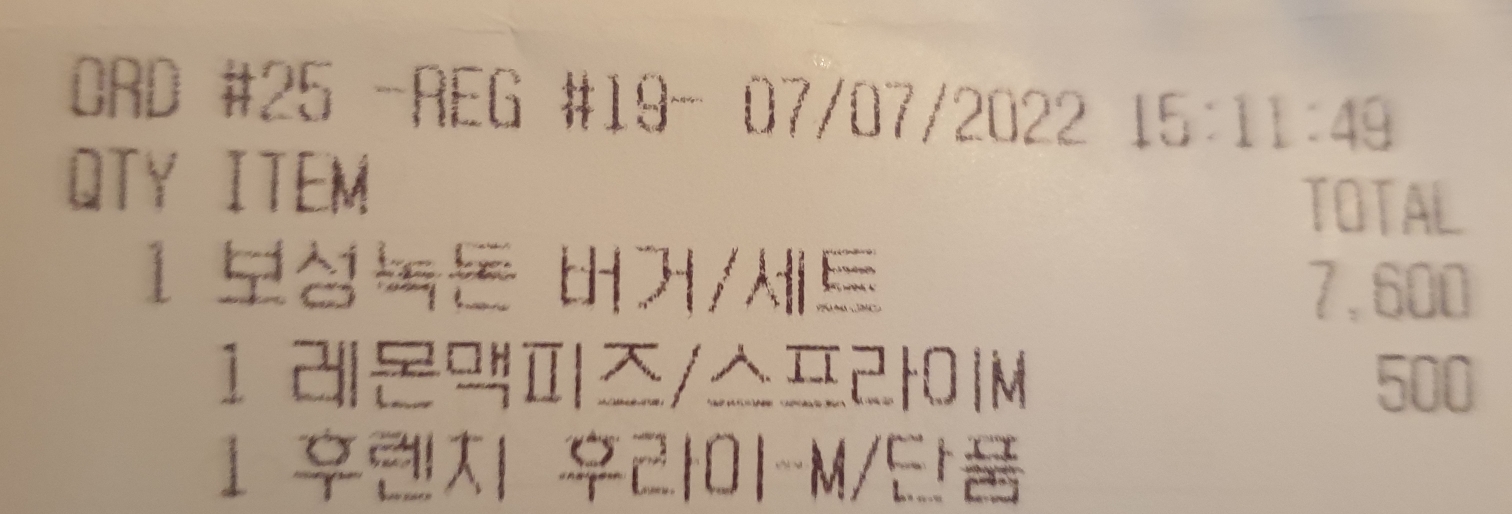 ORD #25 -REG #19- 07/07/2022 15:11:49
QTY ITEM TOTAL
1 보성녹돈 버거/세트 7,600
1 레몬맥피즈/스프라이M 500
1 후렌치 후라이-M/단품